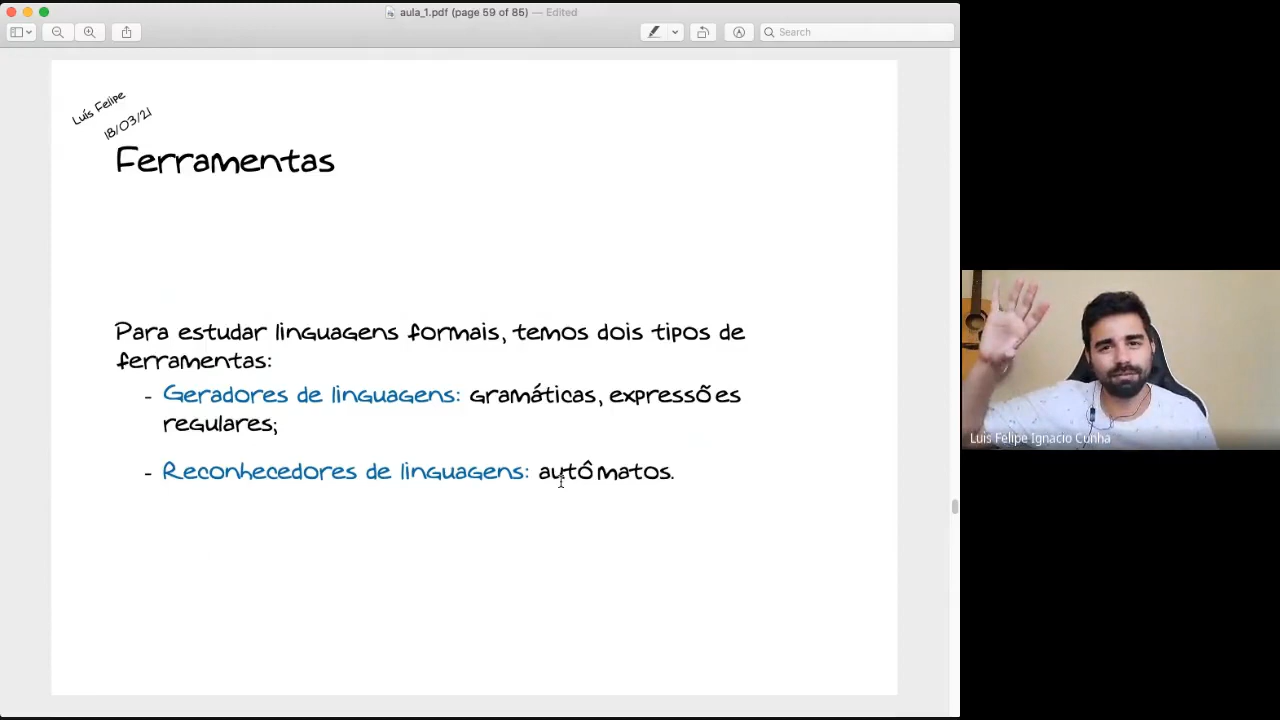 aula_1.pdf (page 59 of 85) — Edited
Search
Luís Felipe
18/03/21
Ferramentas
Para estudar linguagens formais, temos dois tipos de
ferramentas:
- Geradores de linguagens: gramáticas, expressões
regulares;
- Reconhecedores de linguagens: autômatos.
Luis Felipe Ignacio Cunha